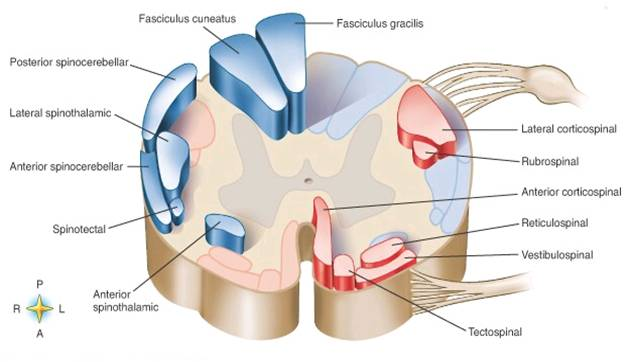 Fasciculus cuneatus
Fasciculus gracilis
Posterior spinocerebellar
Lateral spinothalamic
Anterior spinocerebellar
Spinotectal
Anterior
spinothalamic
Lateral corticospinal
Rubrospinal
Anterior corticospinal
Reticulospinal
Vestibulospinal
Tectospinal
P
R L
A